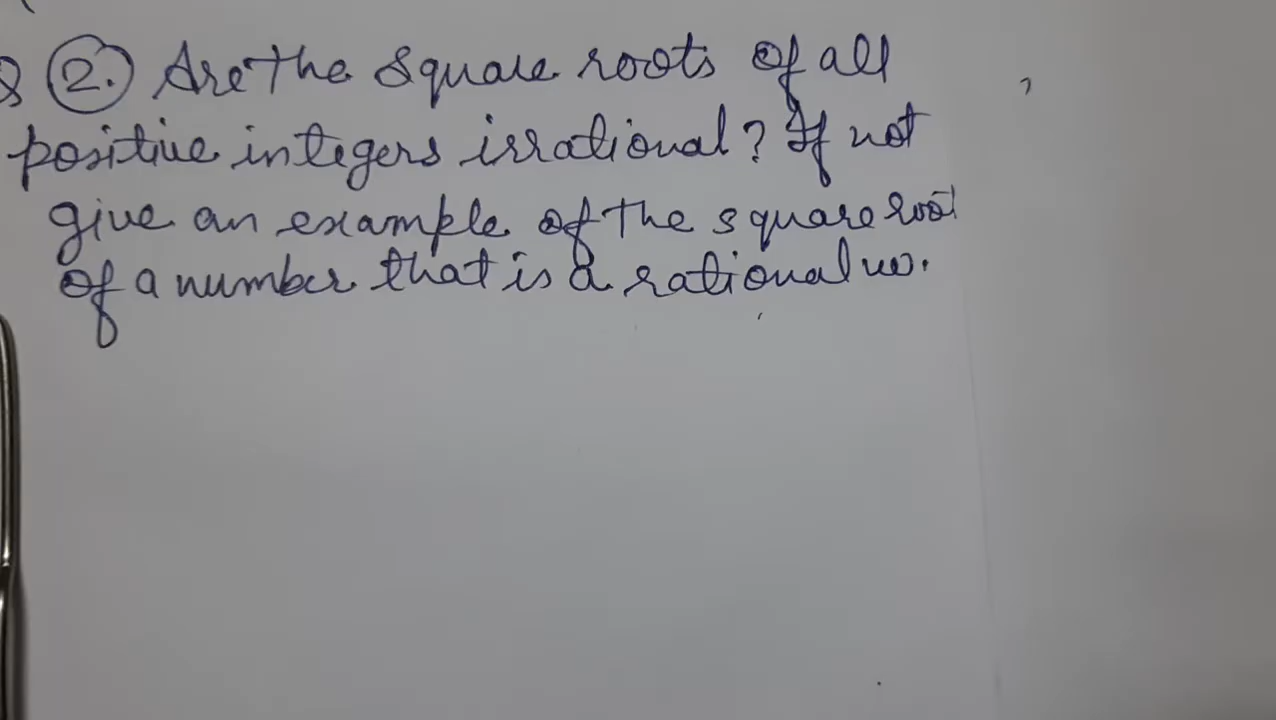 Q 2. Are the square roots of all
positive integers irrational? If not
give an example of the square root
of a number that is a rational no.